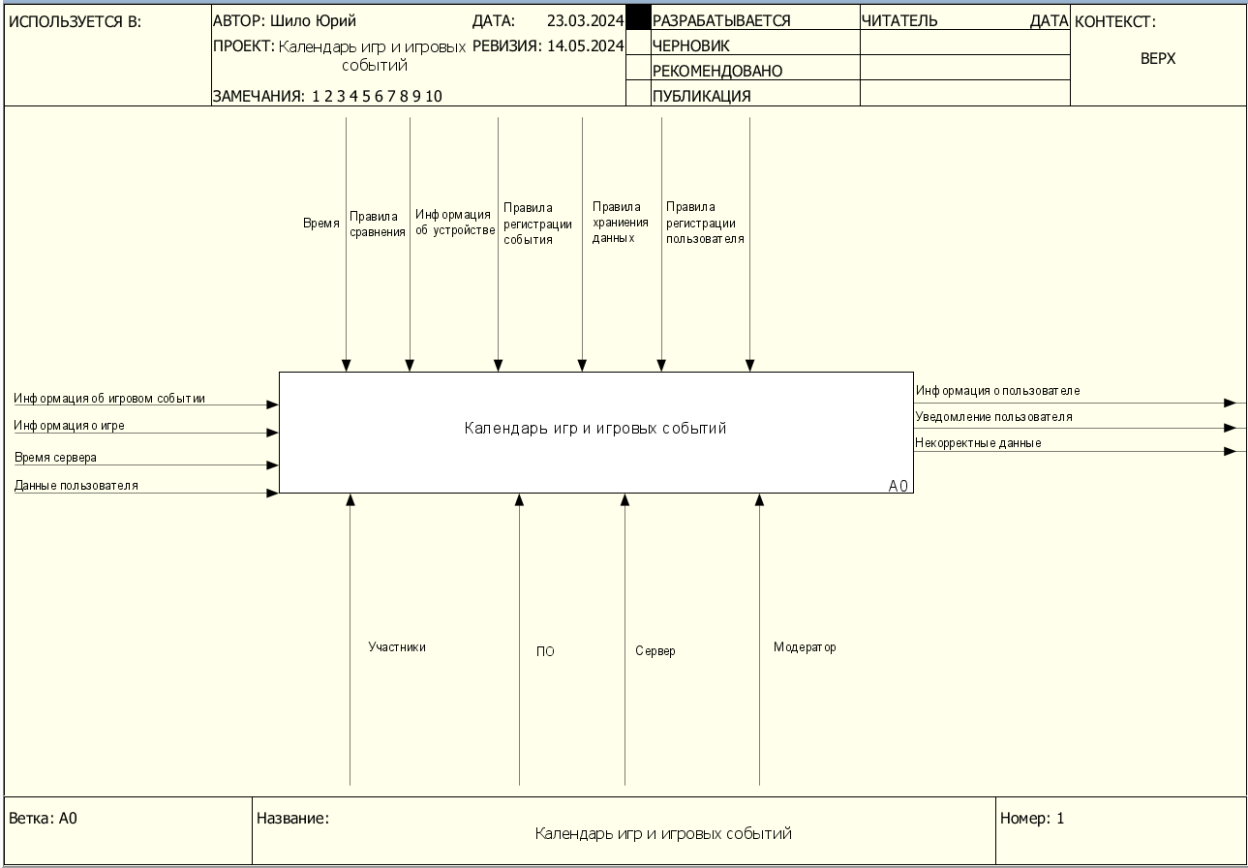 ИСПОЛЬЗУЕТСЯ В:
АВТОР: Шило Юрий
ДАТА: 23.03.2024
ПРОЕКТ: Календарь игр и игровых
событий
РЕВИЗИЯ: 14.05.2024
ЗАМЕЧАНИЯ: 1 2 3 4 5 6 7 8 9 10
РАЗРАБАТЫВАЕТСЯ
ЧЕРНОВИК
РЕКОМЕНДОВАНО
ПУБЛИКАЦИЯ
ЧИТАТЕЛЬ
ДАТА
КОНТЕКСТ:
ВЕРХ
Время
Правила
сравнения
Информация
об устройстве
Правила
регистрации
события
Правила
храниения
данных
Правила
регистрации
пользователя
Информация об игровом событии
Информация о игре
Время сервера
Данные пользователя
Календарь игр и игровых событий
A0
Информация о пользователе
Уведомление пользователя
Некорректные данные
Участники
ПО
Сервер
Модератор
Ветка: A0
Название:
Календарь игр и игровых событий
Номер: 1